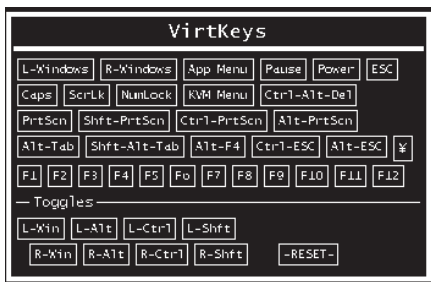 VirtKeys
L-Windows R-Windows App Menu Pause Power ESC
Caps ScrLk NumLock KVM Menu Ctrl-Alt-Del
PrtScn Shft-PrtScn Ctrl-PrtScn Alt-PrtScn
Alt-Tab Shft-Alt-Tab Alt-F4 Ctrl-ESC Alt-ESC ¥
F1 F2 F3 F4 F5 F6 F7 F8 F9 F10 F11 F12
Toggles
L-Win L-Alt L-Ctrl L-Shft
R-Win R-Alt R-Ctrl R-Shft -RESET-